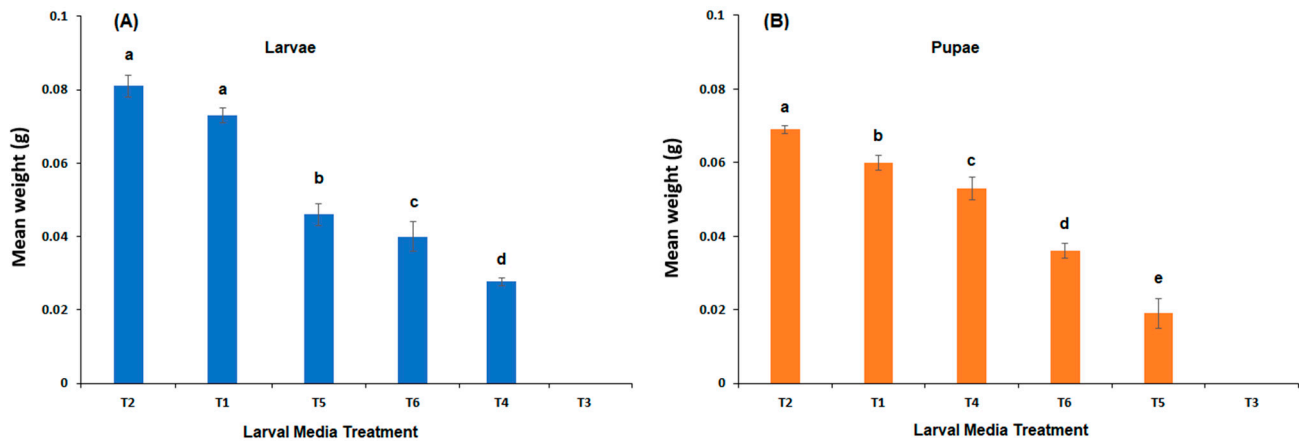 (A)
Larvae
Mean weight (g)
0.1
0.08
0.06
0.04
0.02
0
a
a
b
c
d
T2 T1 T5 T6 T4 T3
Larval Media Treatment
(B)
Pupae
Mean weight (g)
0.1
0.08
0.06
0.04
0.02
0
a
b
c
d
e
T2 T1 T4 T6 T5 T3
Larval Media Treatment